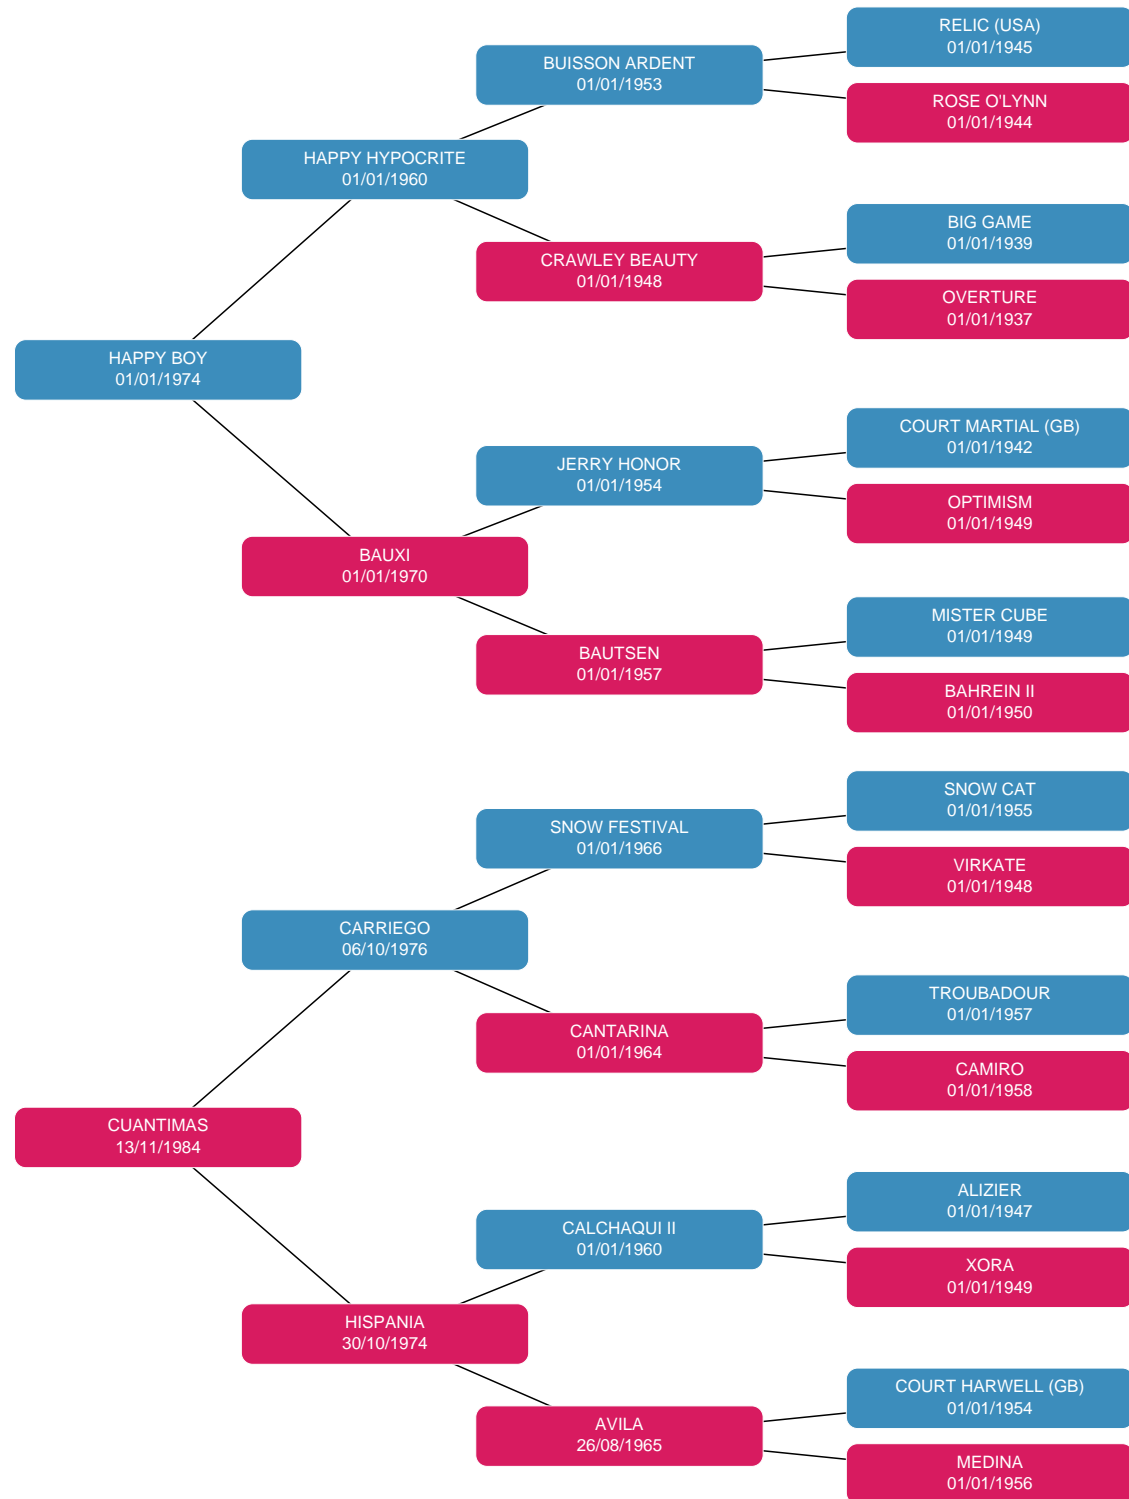 RELIC (USA)
01/01/1945
BUISSON ARDENT
01/01/1953
ROSE O'LYNN
01/01/1944
HAPPY HYPOCRITE
01/01/1960
BIG GAME
01/01/1939
CRAWLEY BEAUTY
01/01/1948
OVERTURE
01/01/1937
HAPPY BOY
01/01/1974
COURT MARTIAL (GB)
01/01/1942
JERRY HONOR
01/01/1954
OPTIMISM
01/01/1949
BAUXI
01/01/1970
MISTER CUBE
01/01/1949
BAUTSEN
01/01/1957
BAHREIN II
01/01/1950
SNOW CAT
01/01/1955
SNOW FESTIVAL
01/01/1966
VIRKATE
01/01/1948
CARRIEGO
06/10/1976
TROUBADOUR
01/01/1957
CANTARINA
01/01/1964
CAMIRO
01/01/1958
CUANTIMAS
13/11/1984
ALIZIER
01/01/1947
CALCHAQUI II
01/01/1960
XORA
01/01/1949
HISPANIA
30/10/1974
COURT HARWELL (GB)
01/01/1954
AVILA
26/08/1965
MEDINA
01/01/1956